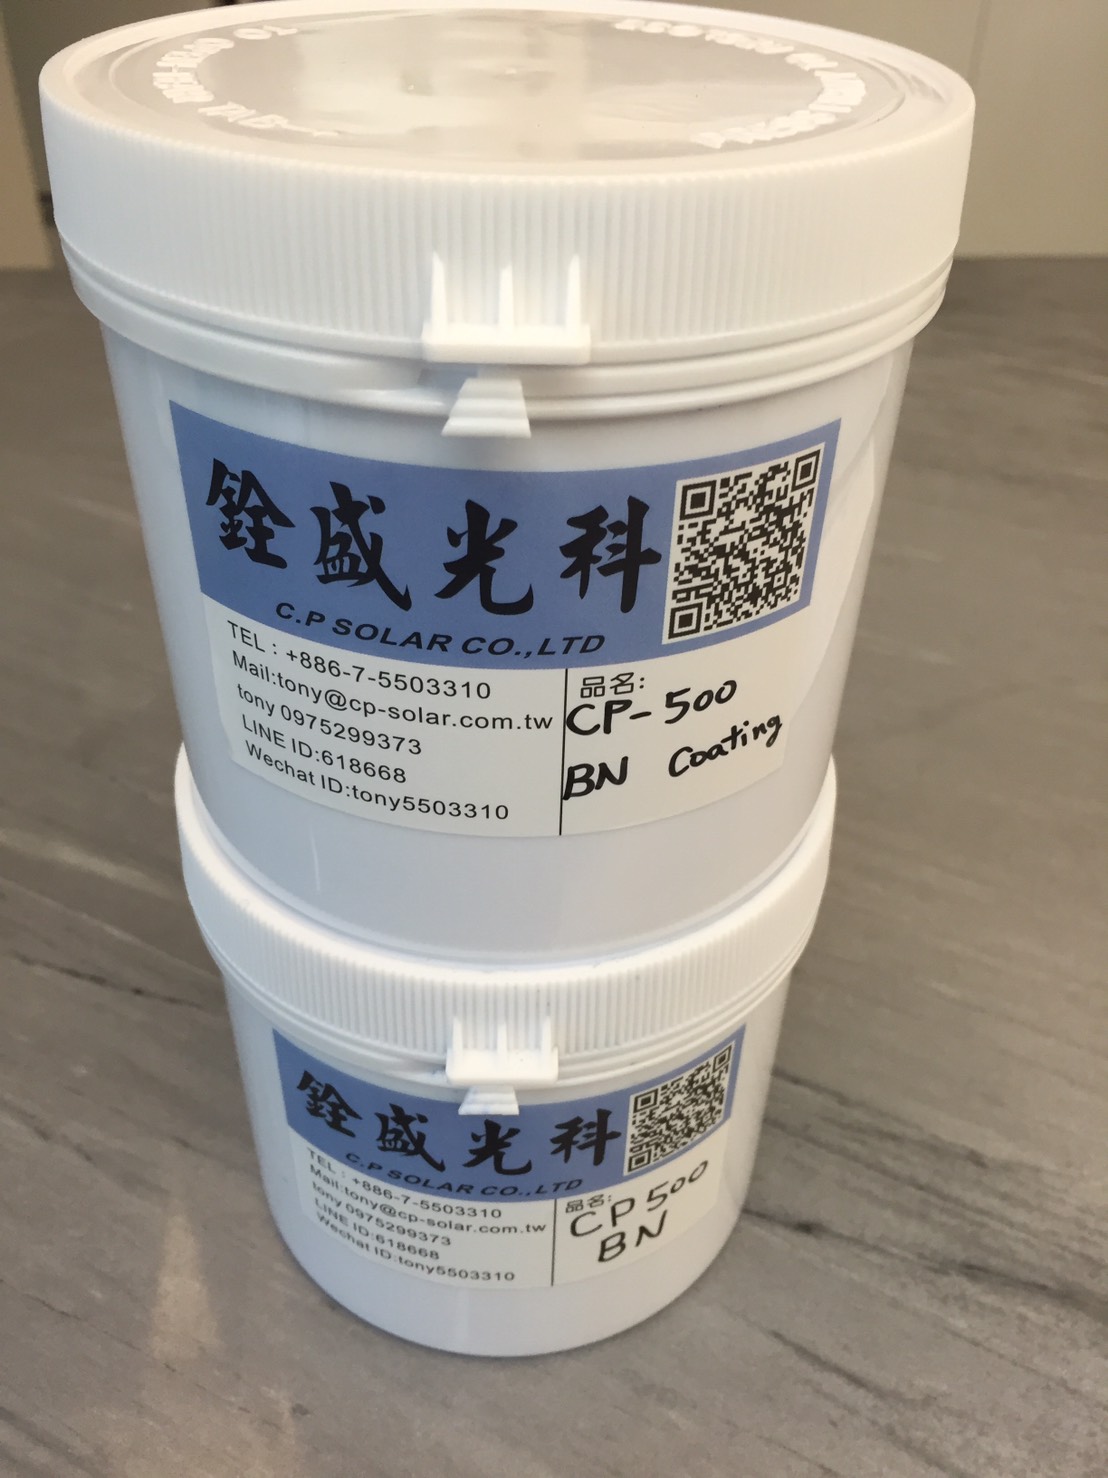 銓盛光科
C.P SOLAR CO.,LTD
TEL : +886-7-5503310
Mail:tony@cp-solar.com.tw
tony 0975299373
LINE ID:618668
Wechat ID:tony5503310
品名:
CP-500
BN Coating
銓盛光科
C.P SOLAR CO.,LTD
TEL : +886-7-5503310
Mail:tony@cp-solar.com.tw
tony 0975299373
LINE ID:618668
Wechat ID:tony5503310
品名:
CP500
BN